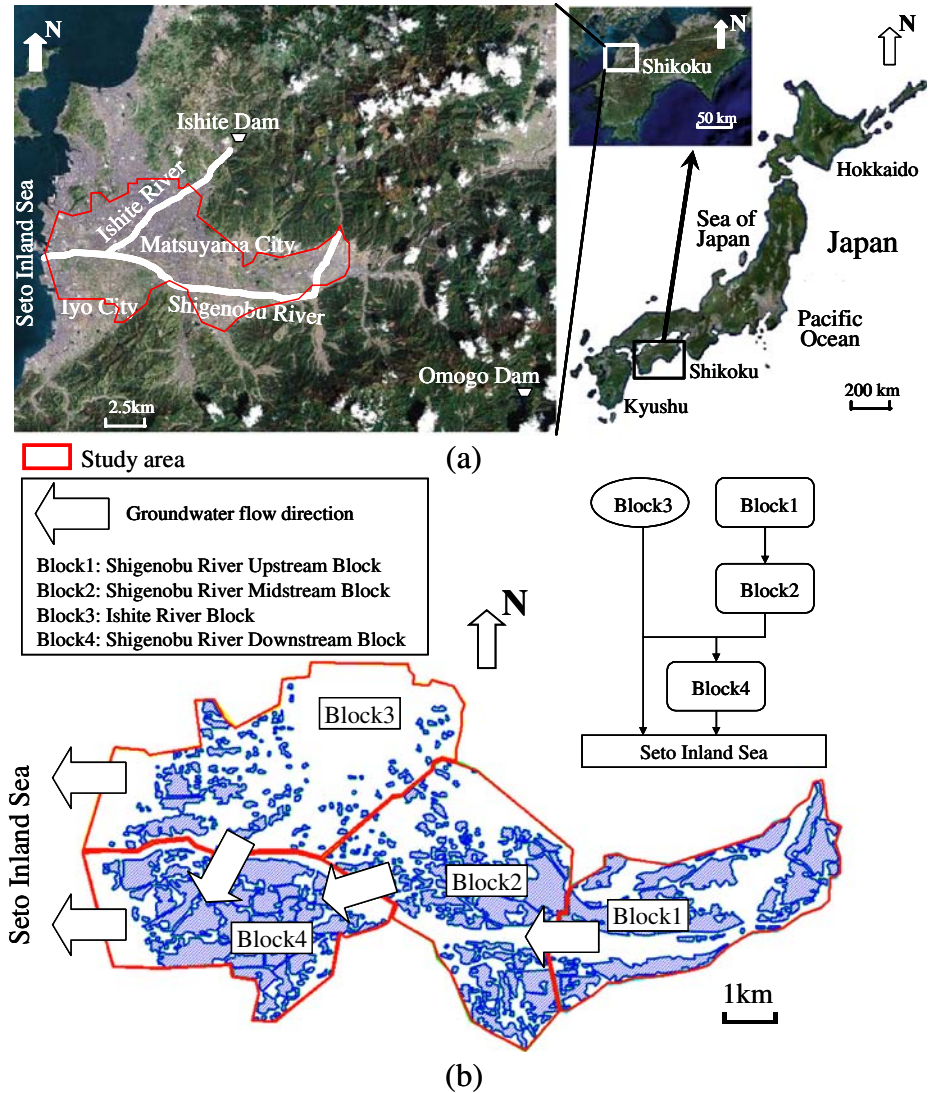 N
Ishite Dam
Ishite River
Matsuyama City
Seto Inland Sea
Iyo City
Shigenobu River
Omogo Dam
2.5km
N
Shikoku
50 km
N
Hokkaido
Sea of
Japan
Japan
Pacific
Ocean
Shikoku
Kyushu
200 km
(a)
Study area
Groundwater flow direction
Block1: Shigenobu River Upstream Block
Block2: Shigenobu River Midstream Block
Block3: Ishite River Block
Block4: Shigenobu River Downstream Block
Block3
Block1
Block2
Block4
Seto Inland Sea
N
Block3
Seto Inland Sea
Block2
Block1
Block4
1km
(b)